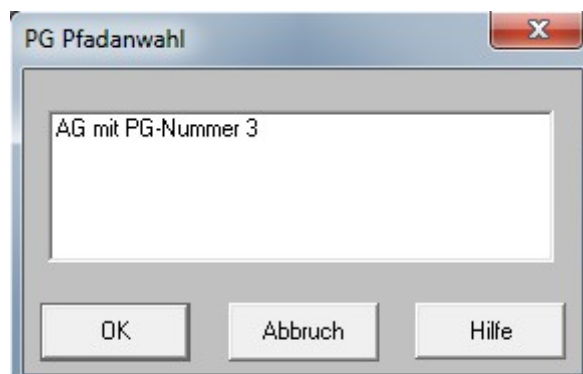 PG Pfadanwahl
AG mit PG-Nummer 3
OK
Abbruch
Hilfe